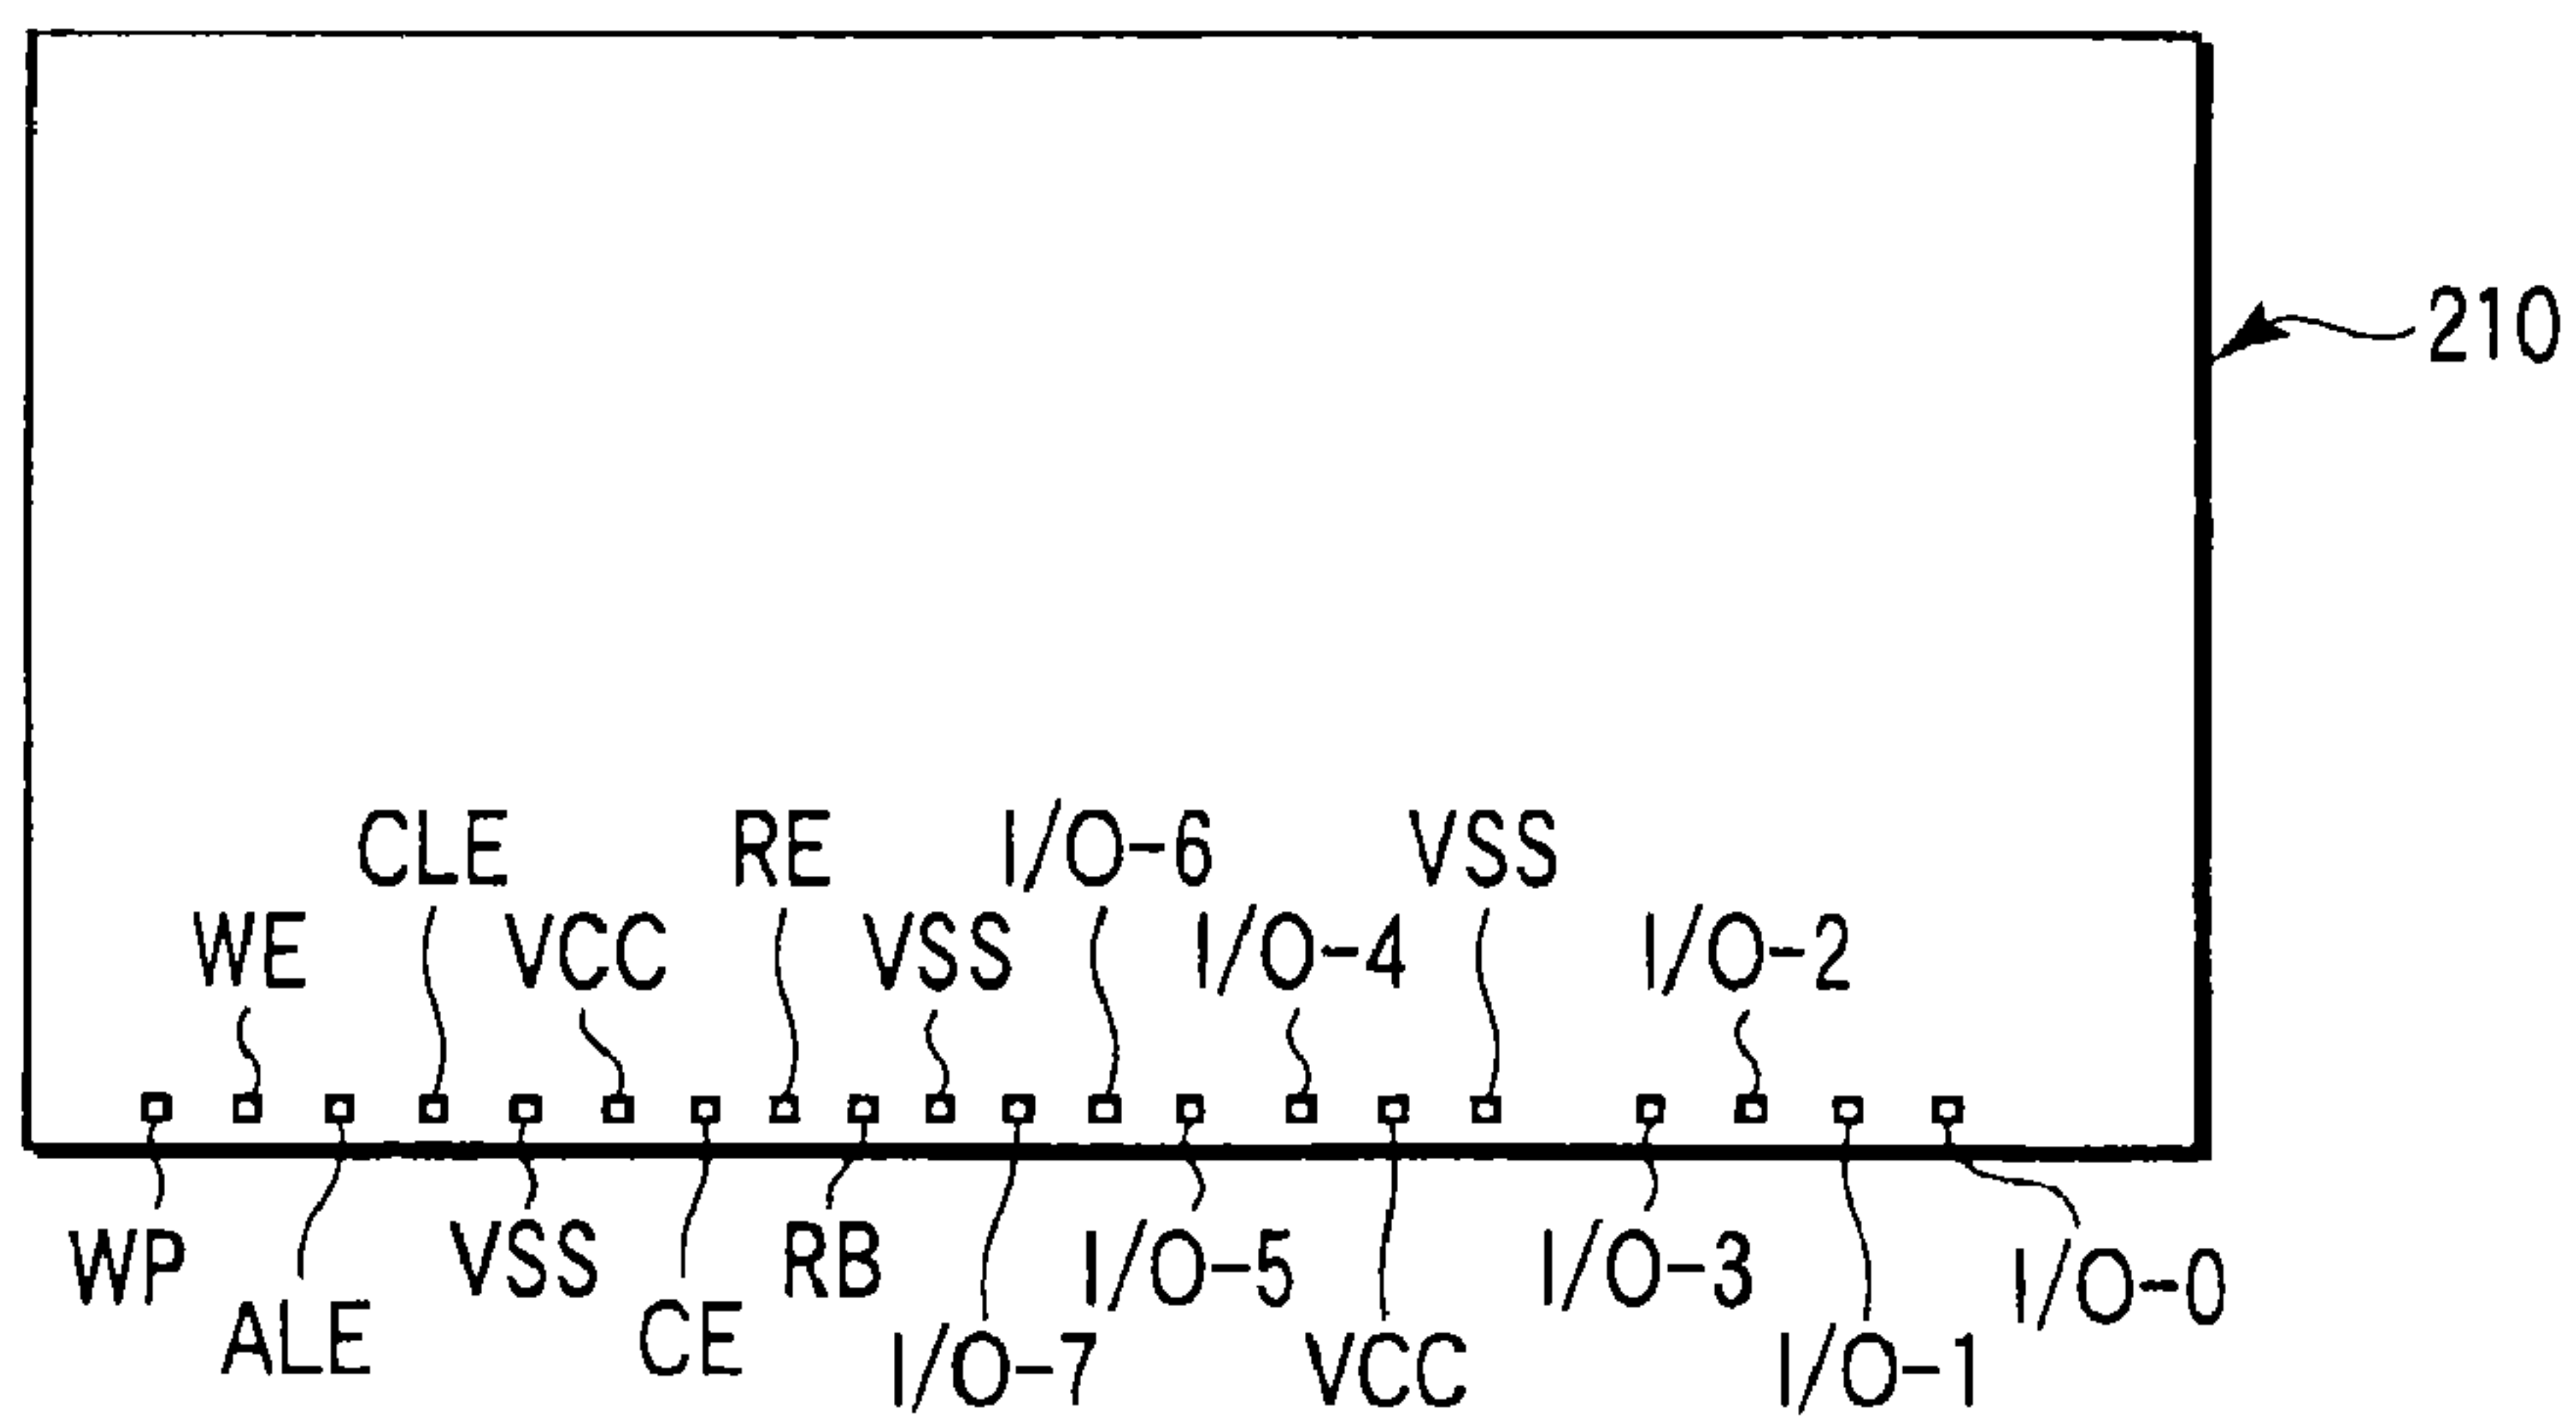 210
CLE RE I/O-6 VSS
WE VCC VSS I/O-4 I/O-2
WP VSS RB I/O-5 I/O-3 I/O-0
ALE CE I/O-7 VCC I/O-1